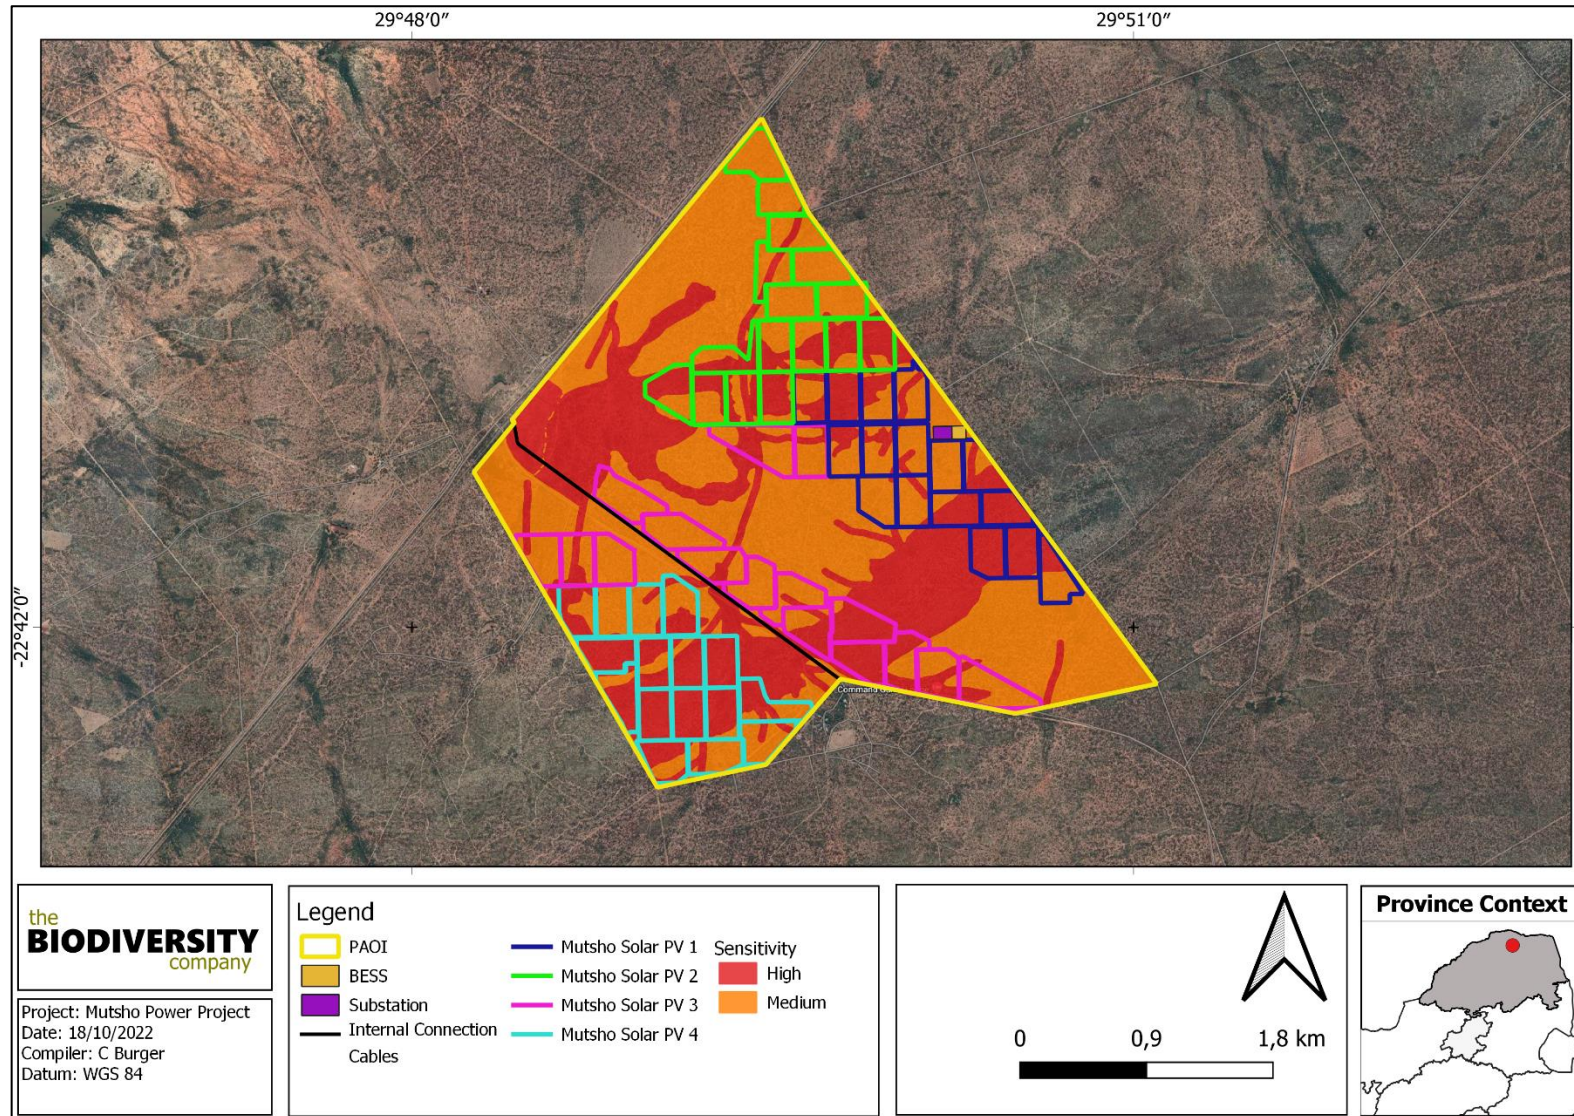 29°48′0″
29°51′0″
-22°42′0″
the
BIODIVERSITY
company
Project: Mutsho Power Project
Date: 18/10/2022
Compiler: C Burger
Datum: WGS 84
Legend
PAOI
BESS
Substation
Internal Connection
Cables
Mutsho Solar PV 1
Mutsho Solar PV 2
Mutsho Solar PV 3
Mutsho Solar PV 4
Sensitivity
High
Medium
0
0,9
1,8 km
Province Context
Command